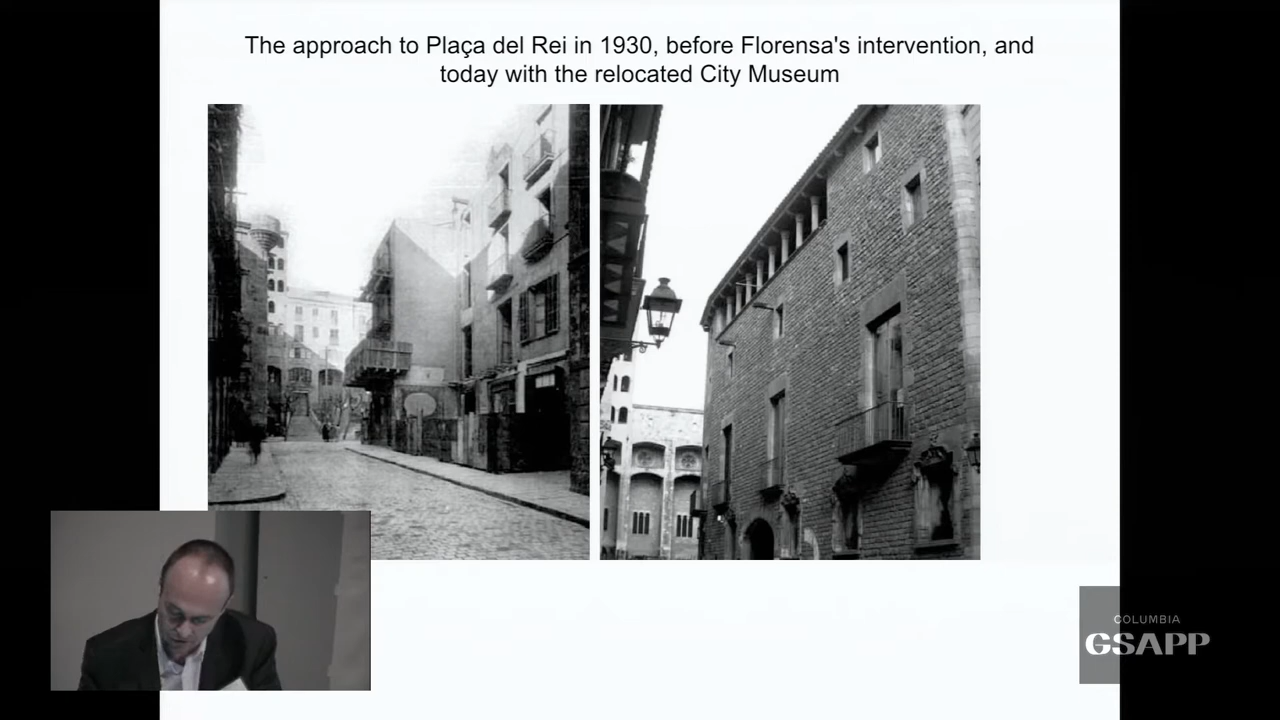 The approach to Plaça del Rei in 1930, before Florensa's intervention, and
today with the relocated City Museum
COLUMBIA
GSAPP